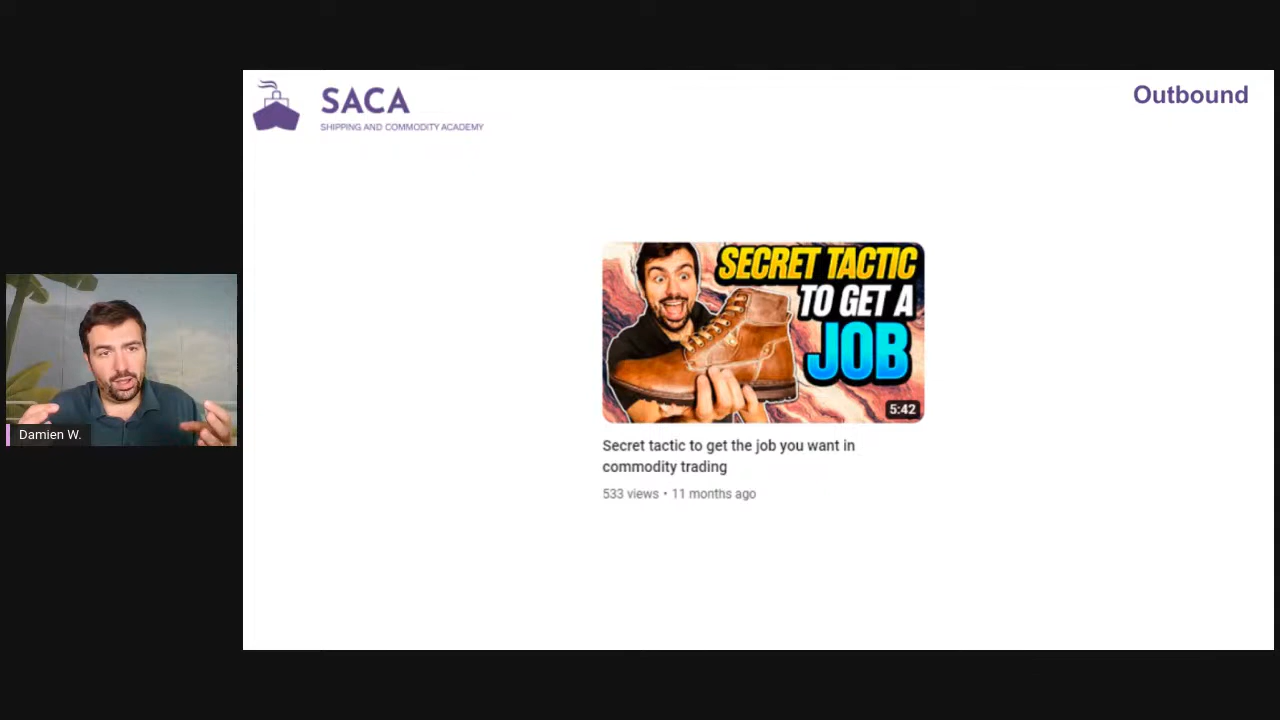 SACA
SHIPPING AND COMMODITY ACADEMY
Outbound
SECRET TACTIC
TO GET A
JOB
5:42
Secret tactic to get the job you want in
commodity trading
533 views • 11 months ago
Damien W.